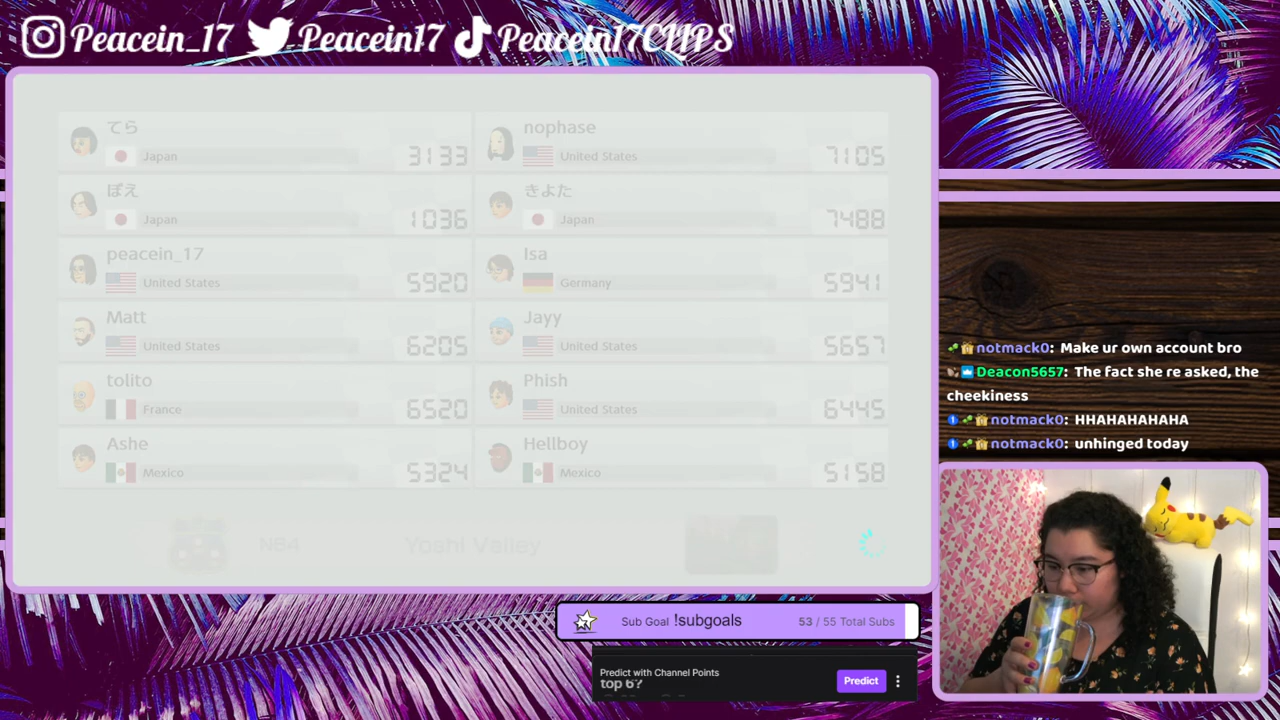 Peacein_17 Peacein17 Peacein17ClIPS
てら
Japan
3133
nophase
United States
7105
ぽえ
Japan
1036
きよた
Japan
7488
peacein_17
United States
5920
Isa
Germany
5941
Matt
United States
6205
Jayy
United States
5657
tolito
France
6520
Phish
United States
6445
Ashe
Mexico
5324
Hellboy
Mexico
5158
N64 Yoshi Valley
notmack0: Make ur own account bro
Deacon5657: The fact she re asked, the
cheekiness
notmack0: HHAHAHAHAHA
notmack0: unhinged today
Sub Goal !subgoals 53 / 55 Total Subs
Predict with Channel Points
top 6?
Predict